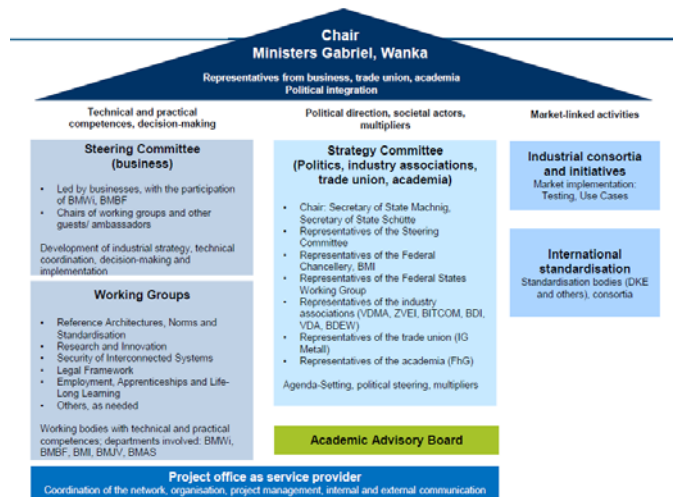 Chair
Ministers Gabriel, Wanka
Representatives from business, trade union, academia
Political integration
Technical and practical
competences, decision-making
Steering Committee
(business)
• Led by businesses, with the participation
of BMWi, BMBF
• Chairs of working groups and other
guests/ ambassadors
Development of industrial strategy, technical
coordination, decision-making and
implementation
Working Groups
• Reference Architectures, Norms and
Standardisation
• Research and Innovation
• Security of Interconnected Systems
• Legal Framework
• Employment, Apprenticeships and Life-
Long Learning
• Others, as needed
Working bodies with technical and practical
competences; departments involved: BMWi,
BMBF, BMI, BMJV, BMAS
Political direction, societal actors,
multipliers
Strategy Committee
(Politics, industry associations,
trade union, academia)
• Chair: Secretary of State Machnig,
Secretary of State Schütte
• Representatives of the Steering
Committee
• Representatives of the Federal
Chancellery, BMI
• Representatives of the Federal States
Working Group
• Representatives of the industry
associations (VDMA, ZVEI, BITCOM, BDI,
VDA, BDEW)
• Representatives of the trade union (IG
Metall)
• Representatives of the academia (FhG)
Agenda-Setting, political steering, multipliers
Academic Advisory Board
Market-linked activities
Industrial consortia
and initiatives
Market implementation:
Testing, Use Cases
International
standardisation
Standardisation bodies (DKE
and others), consortia
Project office as service provider
Coordination of the network, organisation, project management, internal and external communication